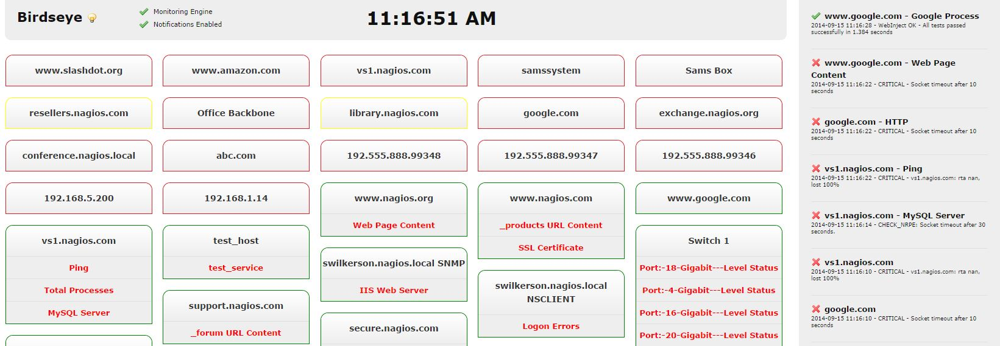 Birdseye
Monitoring Engine
Notifications Enabled
11:16:51 AM
www.slashdot.org
www.amazon.com
vs1.nagios.com
samssystem
Sams Box
resellers.nagios.com
Office Backbone
library.nagios.com
google.com
exchange.nagios.org
conference.nagios.local
abc.com
192.555.888.99348
192.555.888.99347
192.555.888.99346
192.168.5.200
192.168.1.14
www.nagios.org
Web Page Content
www.nagios.com
_products URL Content
SSL Certificate
www.google.com
vs1.nagios.com
Ping
Total Processes
MySQL Server
test_host
test_service
swilkerson.nagios.local SNMP
IIS Web Server
swilkerson.nagios.local
NSCLIENT
Logon Errors
Switch 1
Port:-18-Gigabit---Level Status
Port:-4-Gigabit---Level Status
Port:-16-Gigabit---Level Status
Port:-20-Gigabit---Level Status
support.nagios.com
_forum URL Content
secure.nagios.com
www.google.com - Google Process
2014-09-15 11:16:28 - WebInject OK - All tests passed
successfully in 1.384 seconds
www.google.com - Web Page
Content
2014-09-15 11:16:22 - CRITICAL - Socket timeout after 10
seconds
google.com - HTTP
2014-09-15 11:16:22 - CRITICAL - Socket timeout after 10
seconds
vs1.nagios.com - Ping
2014-09-15 11:16:22 - CRITICAL - vs1.nagios.com: rta nan,
lost 100%
vs1.nagios.com - MySQL Server
2014-09-15 11:16:14 - CHECK_NRPE: Socket timeout after 30
seconds.
vs1.nagios.com
2014-09-15 11:16:10 - CRITICAL - vs1.nagios.com: rta nan,
lost 100%
google.com
2014-09-15 11:16:10 - CRITICAL - Socket timeout after 10
seconds